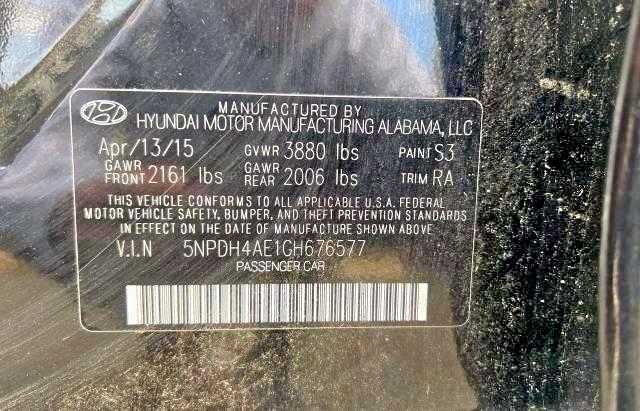 MANUFACTURED BY
HYUNDAI MOTOR MANUFACTURING ALABAMA, LLC
Apr/13/15 GVWR 3880 lbs PAINT S3
GAWR FRONT 2161 lbs GAWR REAR 2006 lbs TRIM RA
THIS VEHICLE CONFORMS TO ALL APPLICABLE U.S.A. FEDERAL
MOTOR VEHICLE SAFETY, BUMPER, AND THEFT PREVENTION STANDARDS
IN EFFECT ON THE DATE OF MANUFACTURE SHOWN ABOVE
V.I.N 5NPDH4AE1GH676577
PASSENGER CAR